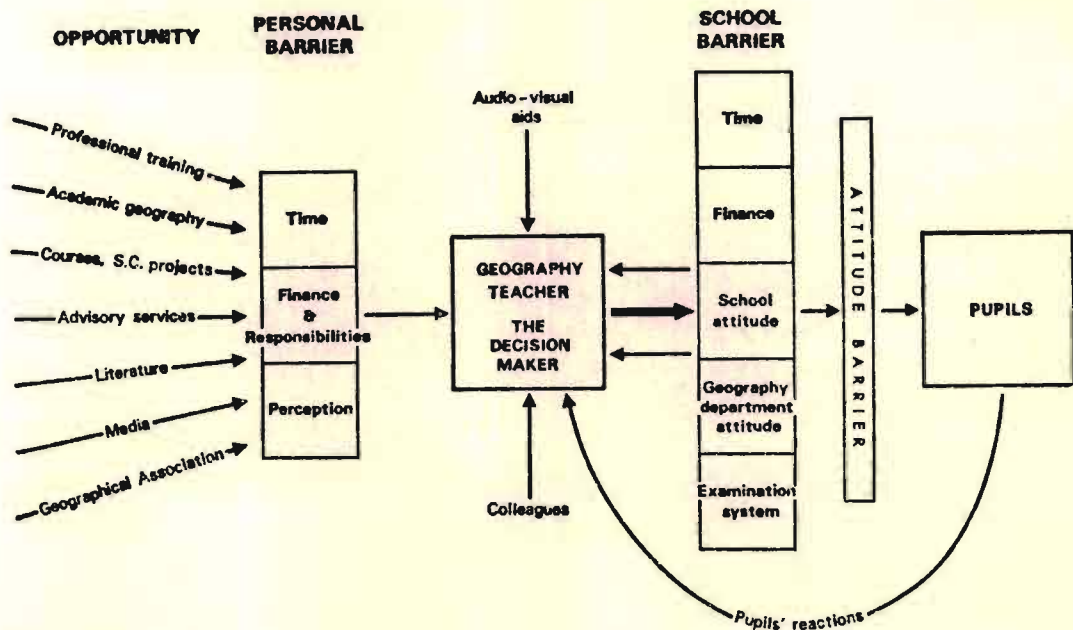 OPPORTUNITY
PERSONAL
BARRIER
SCHOOL
BARRIER
Professional training
Academic geography
Courses, S.C. projects
Advisory services
Literature
Media
Geographical Association
Time
Finance
&
Responsibilities
Perception
Audio-visual
aids
GEOGRAPHY
TEACHER
THE
DECISION
MAKER
Colleagues
Time
Finance
School
attitude
Geography
department
attitude
Examination
system
ATTITUDE BARRIER
PUPILS
Pupils' reactions